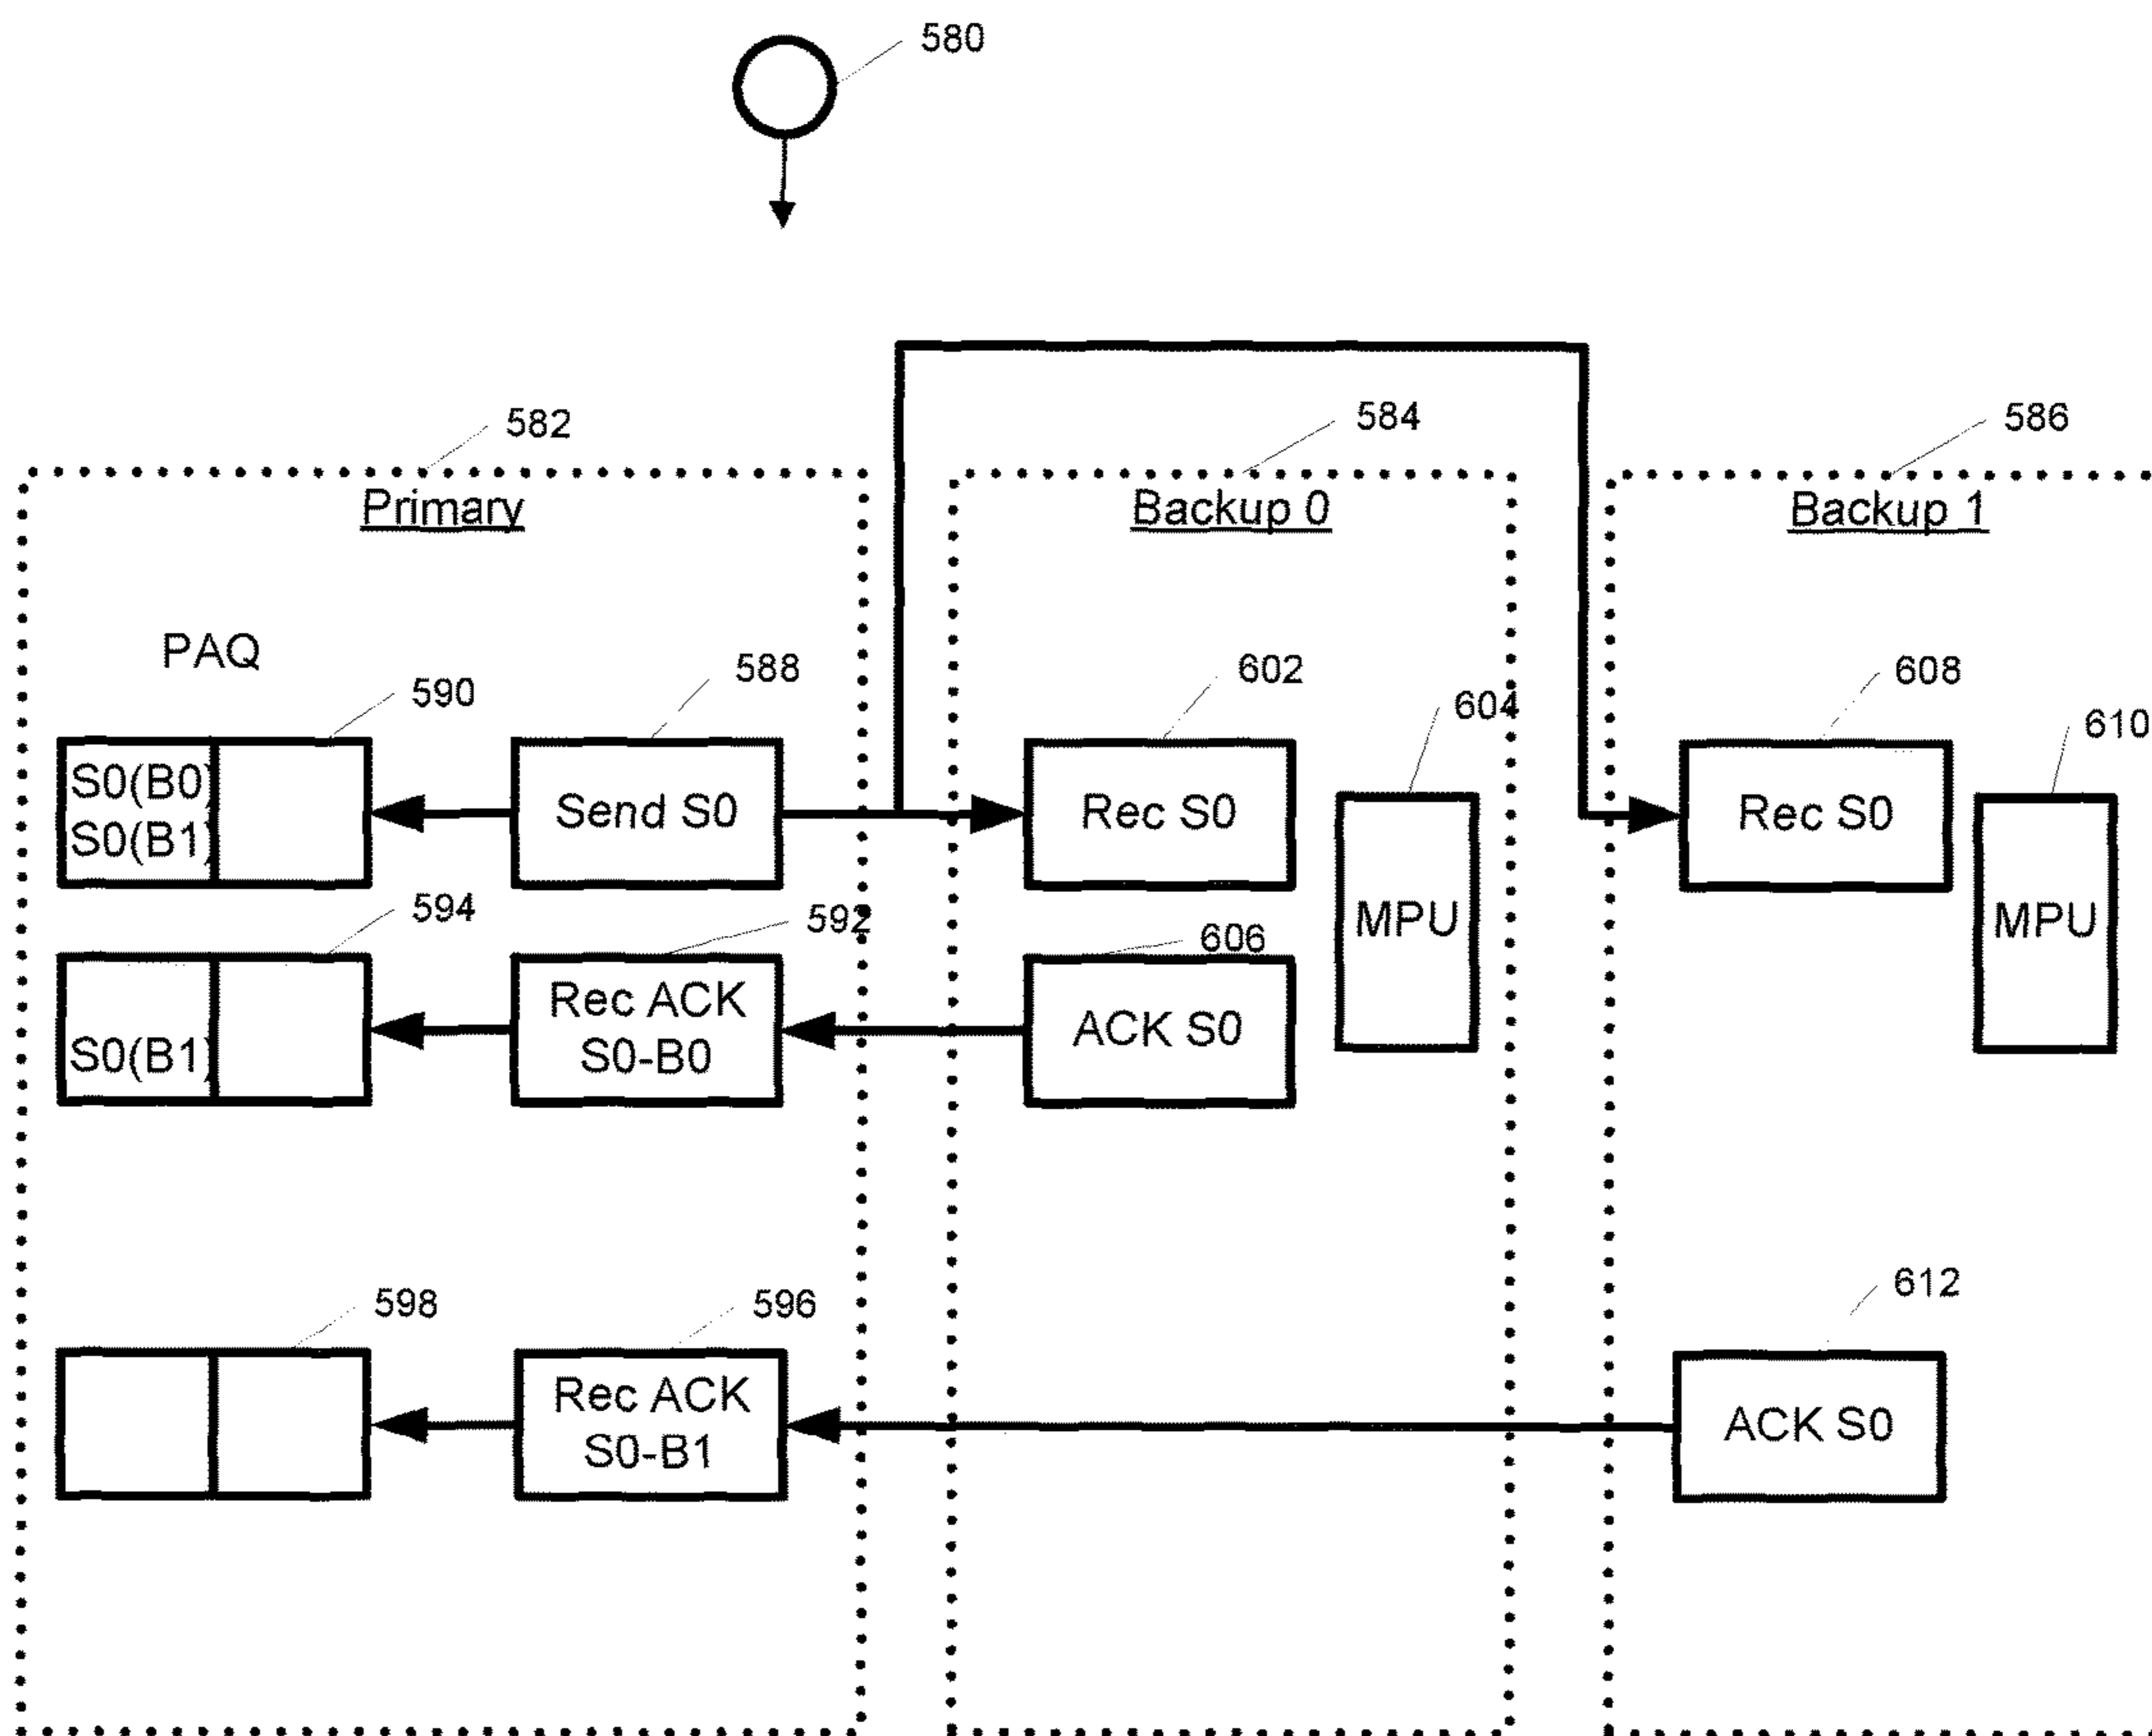 580
582
584
586
Primary
Backup 0
Backup 1
PAQ
590
588
602
604
608
610
S0(B0)
S0(B1)
Send S0
Rec S0
Rec S0
MPU
MPU
594
592
606
S0(B1)
Rec ACK
S0-B0
ACK S0
598
596
612
Rec ACK
S0-B1
ACK S0